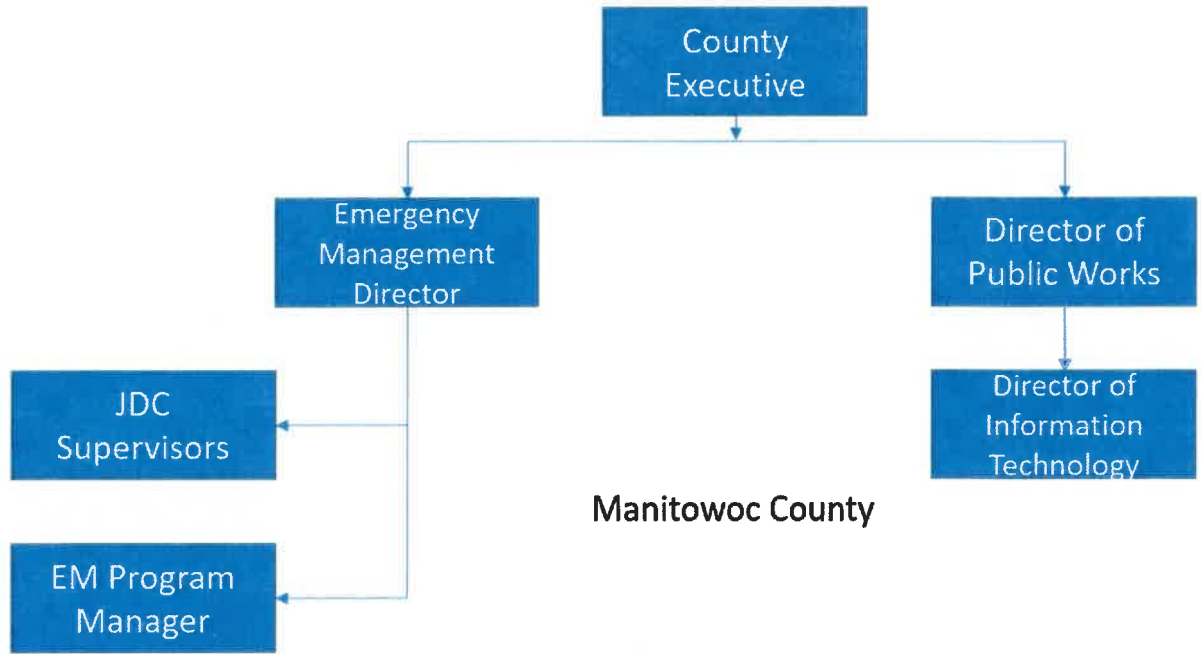 County
Executive
Emergency
Management
Director
Director of
Public Works
JDC
Supervisors
Director of
Information
Technology
Manitowoc County
EM Program
Manager